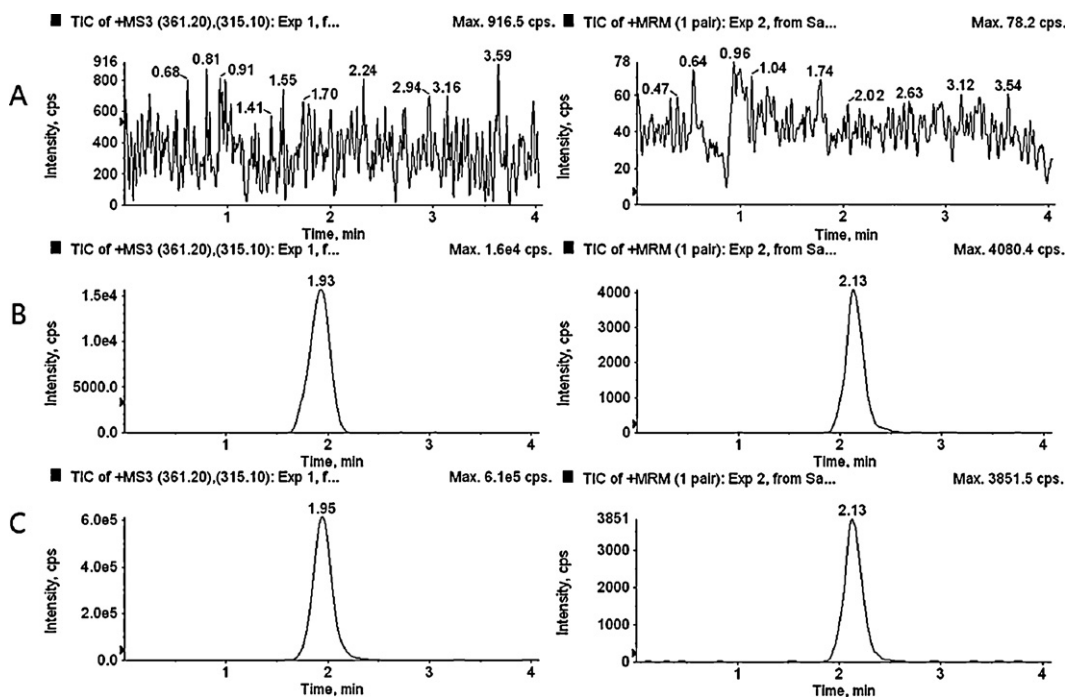 TIC of +MS3 (361.20),(315.10): Exp 1, f... Max. 916.5 cps.
TIC of +MRM (1 pair): Exp 2, from Sa... Max. 78.2 cps.
A
Intensity, cps
916
800
600
400
200
0
0.68
0.81
0.91
1.41
1.55
1.70
2.24
2.94
3.16
3.59
1 2 3 4
Time, min
Intensity, cps
78
60
40
20
0
0.47
0.64
0.96
1.04
1.74
2.02
2.63
3.12
3.54
1 2 3 4
Time, min
TIC of +MS3 (361.20),(315.10): Exp 1, f... Max. 1.6e4 cps.
TIC of +MRM (1 pair): Exp 2, from Sa... Max. 4080.4 cps.
B
Intensity, cps
1.5e4
1.0e4
5000.0
0.0
1.93
1 2 3 4
Time, min
Intensity, cps
4000
3000
2000
1000
0
2.13
1 2 3 4
Time, min
TIC of +MS3 (361.20),(315.10): Exp 1, f... Max. 6.1e5 cps.
TIC of +MRM (1 pair): Exp 2, from Sa... Max. 3851.5 cps.
C
Intensity, cps
6.0e5
4.0e5
2.0e5
0.0
1.95
1 2 3 4
Time, min
Intensity, cps
3851
3000
2000
1000
0
2.13
1 2 3 4
Time, min